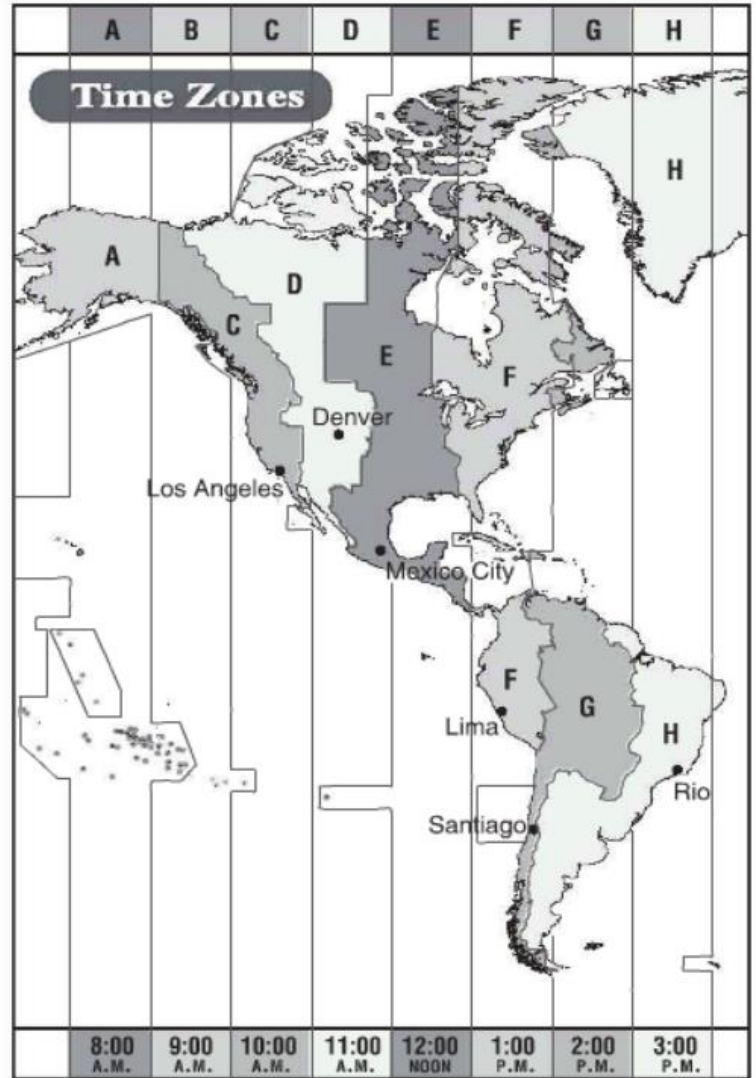 A B C D E F G H
Time Zones
H
A
D
C
E
F
Denver
Los Angeles
Mexico City
F
G
Lima
H
Rio
Santiago
8:00 9:00 10:00 11:00 12:00 1:00 2:00 3:00
A.M. A.M. A.M. A.M. NOON P.M. P.M. P.M.